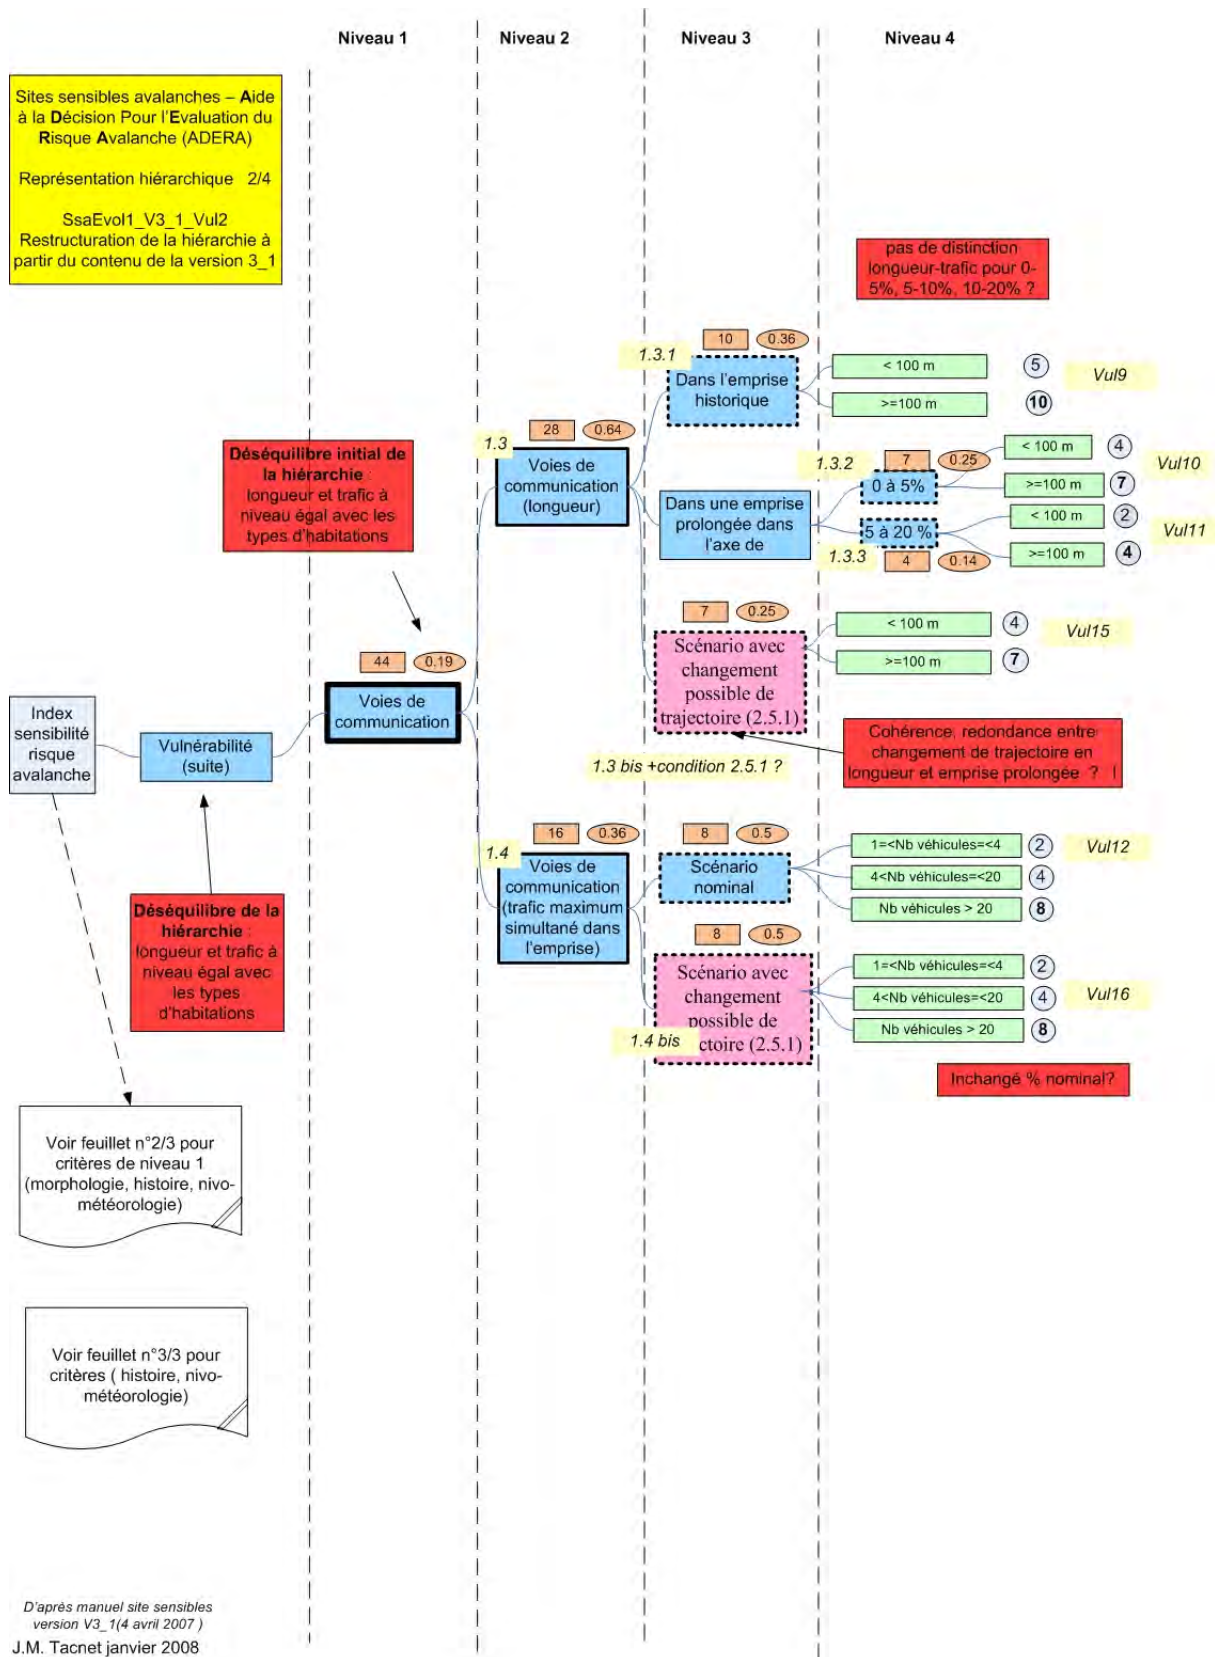 Niveau 1
Niveau 2
Niveau 3
Niveau 4
Sites sensibles avalanches – Aide
à la Décision Pour l'Evaluation du
Risque Avalanche (ADERA)
Représentation hiérarchique 2/4
SsaEvol1_V3_1_Vul2
Restructuration de la hiérarchie à
partir du contenu de la version 3_1
pas de distinction
longueur-trafic pour 0-
5%, 5-10%, 10-20% ?
10
0.36
1.3.1
Dans l'emprise
historique
< 100 m
5
Vul9
>=100 m
10
28
0.64
1.3
Voies de
communication
(longueur)
Déséquilibre initial de
la hiérarchie :
longueur et trafic à
niveau égal avec les
types d'habitations
1.3.2
7
0.25
0 à 5%
< 100 m
4
Vul10
>=100 m
7
Dans une emprise
prolongée dans
l'axe de
5 à 20 %
1.3.3
4
0.14
< 100 m
2
Vul11
>=100 m
4
7
0.25
Scénario avec
changement
possible de
trajectoire (2.5.1)
< 100 m
4
Vul15
>=100 m
7
44
0.19
Voies de
communication
Index
sensibilité
risque
avalanche
Vulnérabilité
(suite)
Cohérence, redondance entre
changement de trajectoire en
longueur et emprise prolongée ?
1.3 bis +condition 2.5.1 ?
16
0.36
1.4
Voies de
communication
(trafic maximum
simultané dans
l'emprise)
8
0.5
Scénario
nominal
1=<Nb véhicules=<4
2
Vul12
4<Nb véhicules=<20
4
Nb véhicules > 20
8
Déséquilibre de la
hiérarchie :
longueur et trafic à
niveau égal avec
les types
d'habitations
8
0.5
Scénario avec
changement
possible de
ctoire (2.5.1)
1.4 bis
1=<Nb véhicules=<4
2
4<Nb véhicules=<20
4
Vul16
Nb véhicules > 20
8
Inchangé % nominal?
Voir feuillet n°2/3 pour
critères de niveau 1
(morphologie, histoire, nivo-
météorologie)
Voir feuillet n°3/3 pour
critères ( histoire, nivo-
météorologie)
D'après manuel site sensibles
version V3_1(4 avril 2007 )
J.M. Tacnet janvier 2008